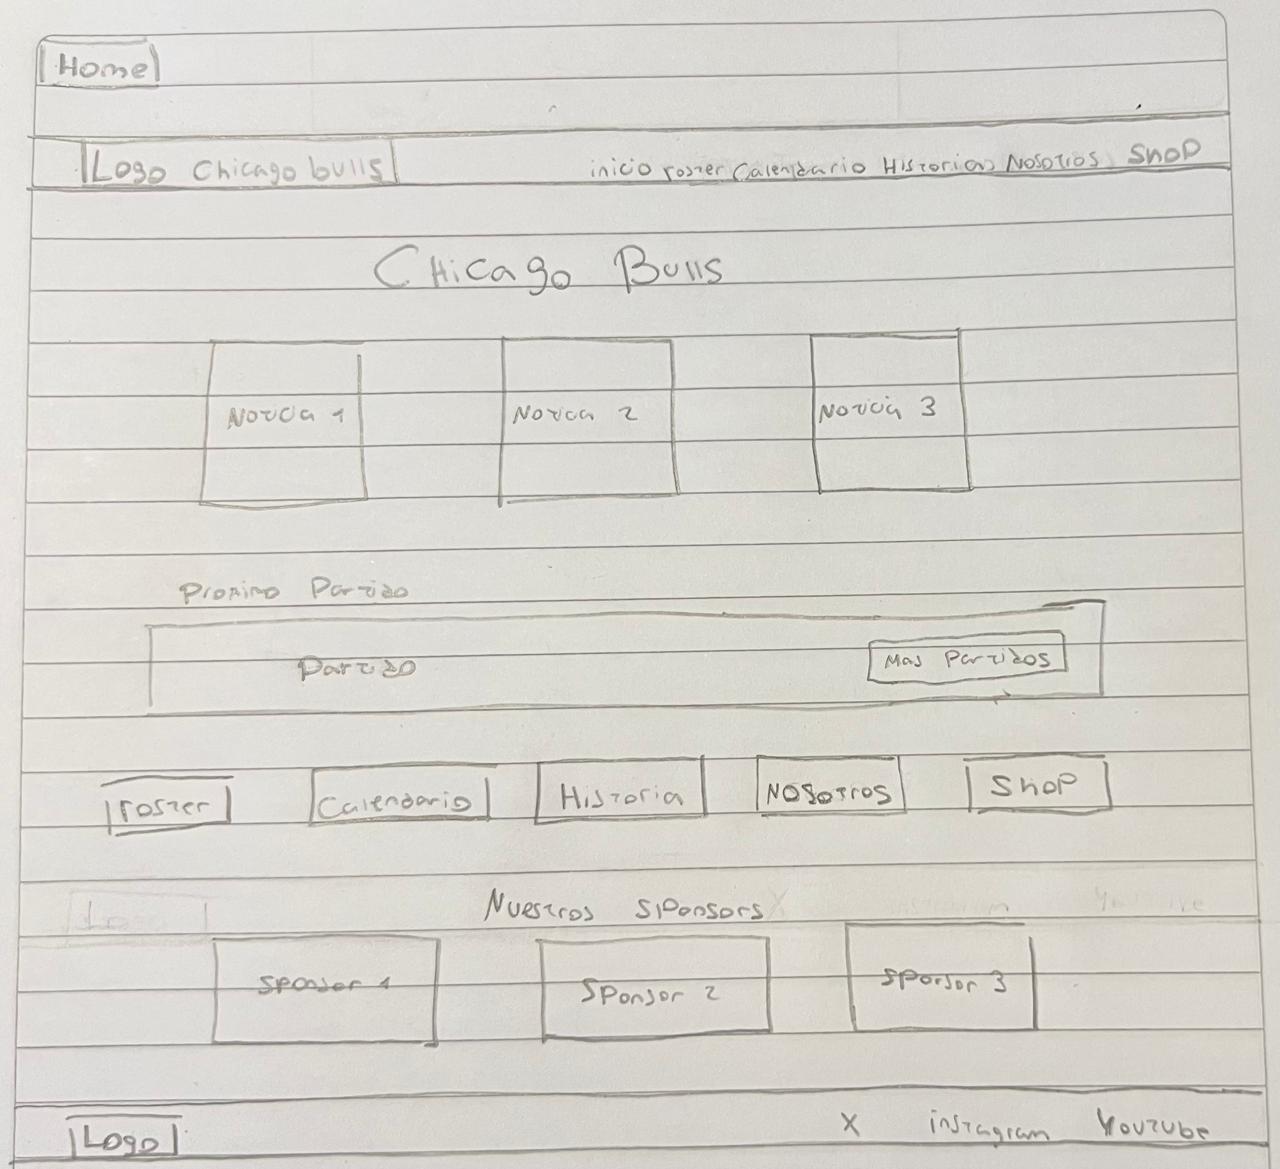 Home
Logo Chicago bulls
inicio roster Calendario Historias Nosotros Shop
Chicago Bulls
Noticia 1
Noticia 2
Noticia 3
Proximo Partido
Partido
Mas Partidos
roster
Calendario
Historia
Nosotros
Shop
Nuestros Sponsors
Sponsor 1
Sponsor 2
Sponsor 3
Logo
X
instagram
Youtube